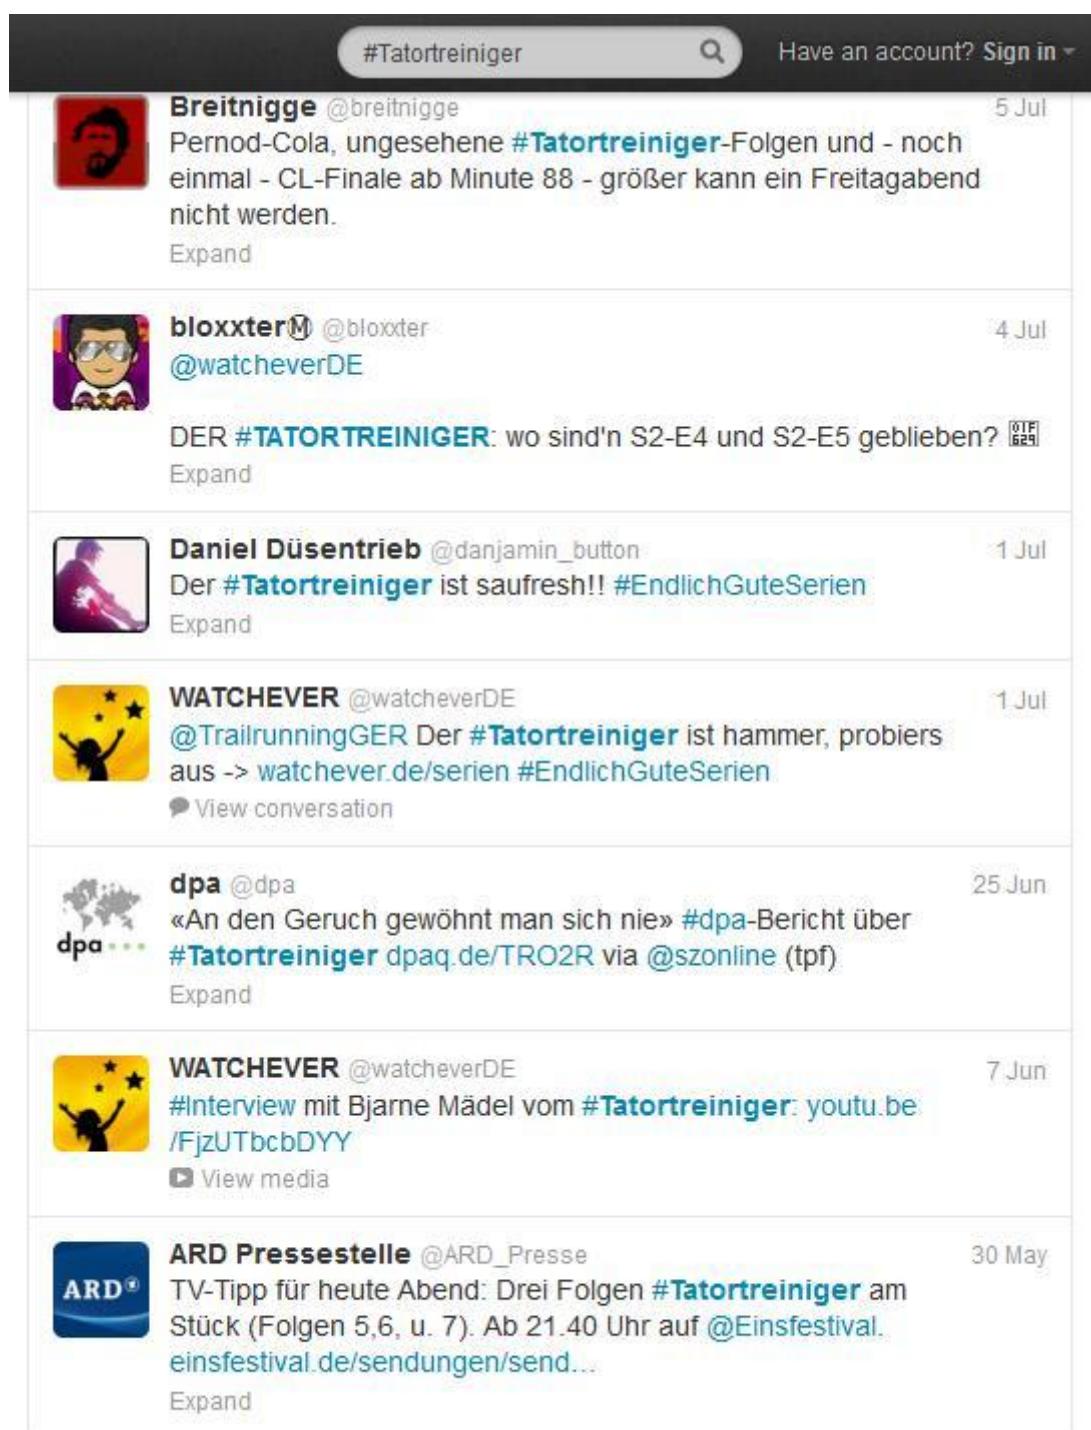 #Tatortreiniger
Have an account? Sign in
Breitnigge @breitnigge 5 Jul
Pernod-Cola, ungesehene #Tatortreiniger-Folgen und - noch
einmal - CL-Finale ab Minute 88 - größer kann ein Freitagabend
nicht werden.
Expand
bloxxterⓂ @bloxxter 4 Jul
@watcheverDE
DER #TATORTREINIGER: wo sind'n S2-E4 und S2-E5 geblieben? 😩
Expand
Daniel Düsentrieb @danjamin_button 1 Jul
Der #Tatortreiniger ist saufresh!! #EndlichGuteSerien
Expand
WATCHEVER @watcheverDE 1 Jul
@TrailrunningGER Der #Tatortreiniger ist hammer, probiers
aus -> watchever.de/serien #EndlichGuteSerien
View conversation
dpa @dpa 25 Jun
dpa
«An den Geruch gewöhnt man sich nie» #dpa-Bericht über
#Tatortreiniger dpaq.de/TRO2R via @szonline (tpf)
Expand
WATCHEVER @watcheverDE 7 Jun
#Interview mit Bjarne Mädel vom #Tatortreiniger: youtu.be
/FjzUTbcbDYY
View media
ARD Pressestelle @ARD_Presse 30 May
ARD
TV-Tipp für heute Abend: Drei Folgen #Tatortreiniger am
Stück (Folgen 5,6, u. 7). Ab 21.40 Uhr auf @Einsfestival.
einsfestival.de/sendungen/send...
Expand